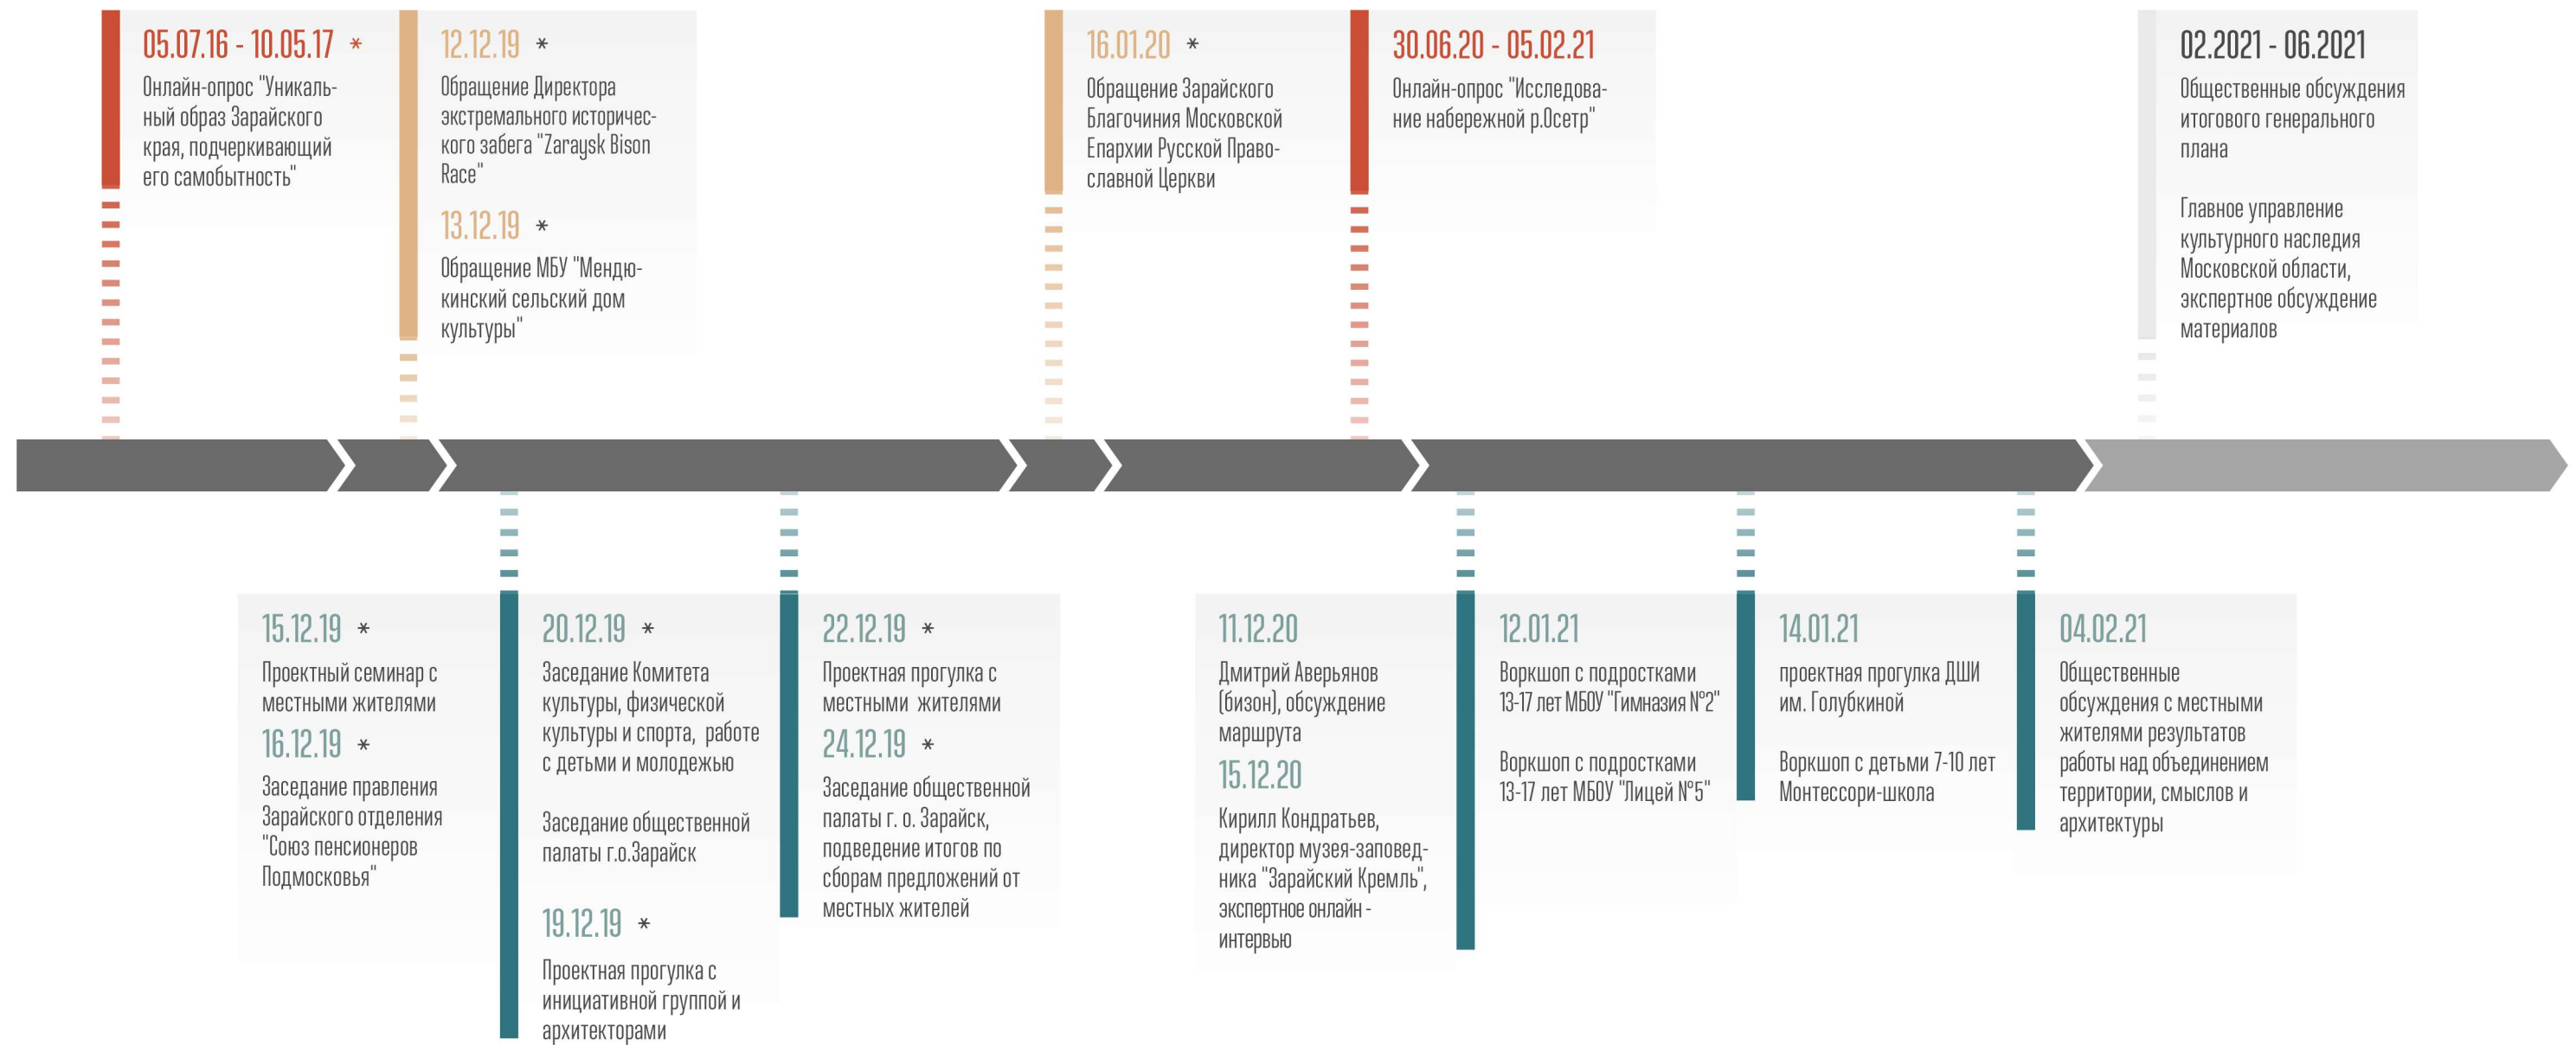 05.07.16 - 10.05.17 *
Онлайн-опрос "Уникаль-
ный образ Зарайского
края, подчеркивающий
его самобытность"
12.12.19 *
Обращение Директора
экстремального историчес-
кого забега "Zaraysk Bison
Race"
13.12.19 *
Обращение МБУ "Мендю-
кинский сельский дом
культуры"
16.01.20 *
Обращение Зарайского
Благочиния Московской
Епархии Русской Право-
славной Церкви
30.06.20 - 05.02.21
Онлайн-опрос "Исследова-
ние набережной р.Осетр"
02.2021 - 06.2021
Общественные обсуждения
итогового генерального
плана
Главное управление
культурного наследия
Московской области,
экспертное обсуждение
материалов
15.12.19 *
Проектный семинар с
местными жителями
16.12.19 *
Заседание правления
Зарайского отделения
"Союз пенсионеров
Подмосковья"
20.12.19 *
Заседание Комитета
культуры, физической
культуры и спорта, работе
с детьми и молодежью
Заседание общественной
палаты г.о.Зарайск
19.12.19 *
Проектная прогулка с
инициативной группой и
архитекторами
22.12.19 *
Проектная прогулка с
местными жителями
24.12.19 *
Заседание общественной
палаты г. о. Зарайск,
подведение итогов по
сборам предложений от
местных жителей
11.12.20
Дмитрий Аверьянов
(бизон), обсуждение
маршрута
15.12.20
Кирилл Кондратьев,
директор музея-заповед-
ника "Зарайский Кремль",
экспертное онлайн -
интервью
12.01.21
Воркшоп с подростками
13-17 лет МБОУ "Гимназия №2"
Воркшоп с подростками
13-17 лет МБОУ "Лицей №5"
14.01.21
проектная прогулка ДШИ
им. Голубкиной
Воркшоп с детьми 7-10 лет
Монтессори-школа
04.02.21
Общественные
обсуждения с местными
жителями результатов
работы над объединением
территории, смыслов и
архитектуры